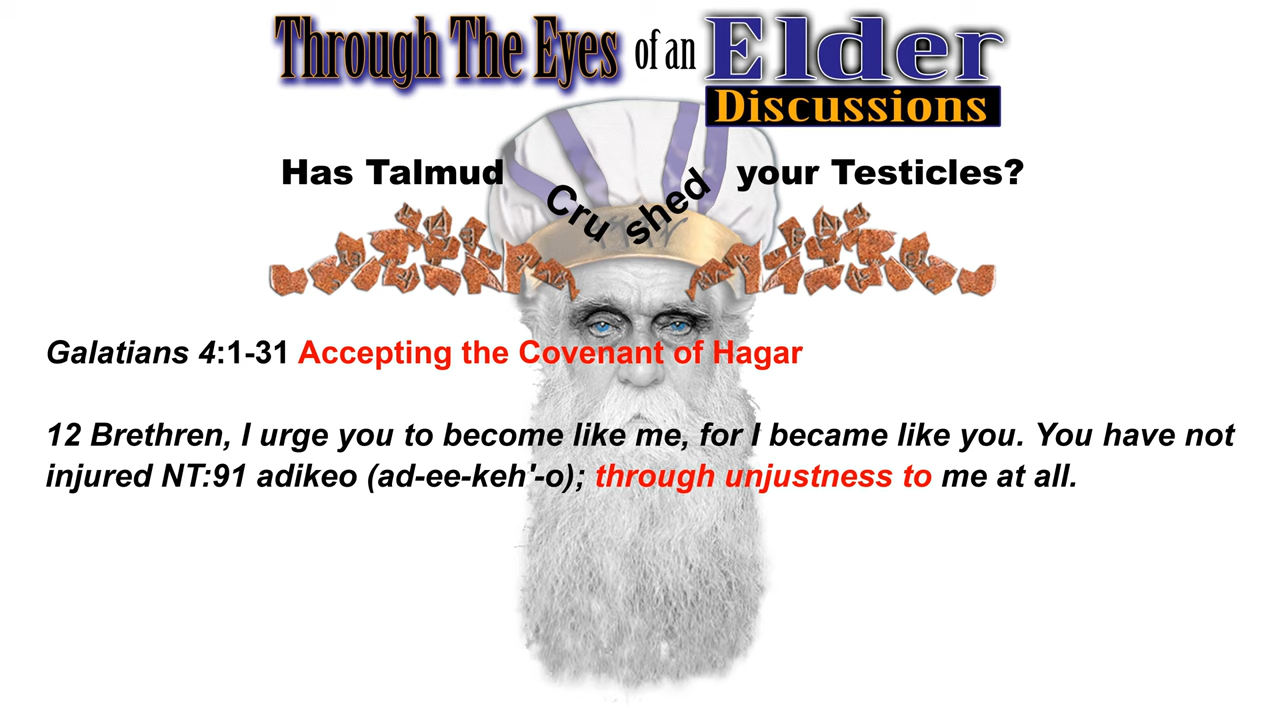 Through The Eyes of an Elder
Discussions
Has Talmud Crushed your Testicles?
Galatians 4:1-31 Accepting the Covenant of Hagar
12 Brethren, I urge you to become like me, for I became like you. You have not
injured NT:91 adikeo (ad-ee-keh'-o); through unjustness to me at all.